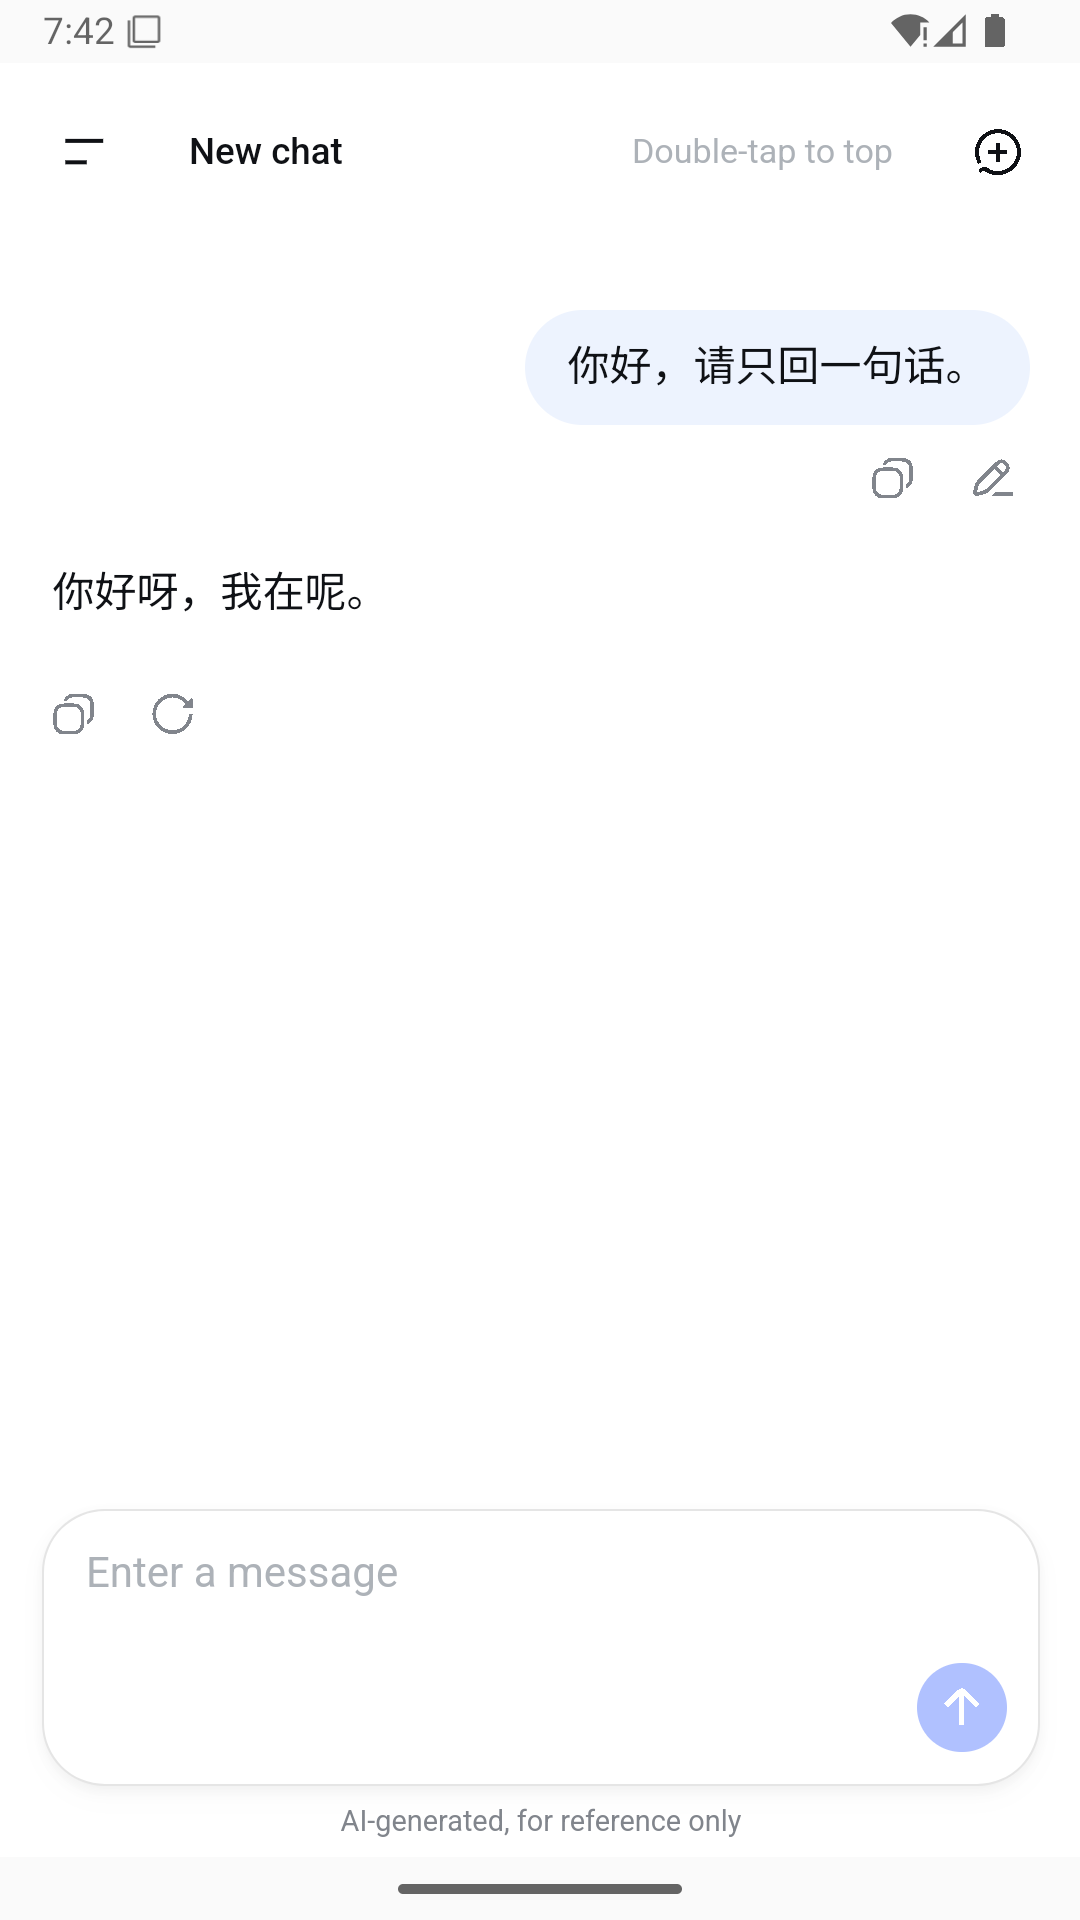 7:42
New chat
Double-tap to top
你好，请只回一句话。
你好呀，我在呢。
Enter a message
AI-generated, for reference only